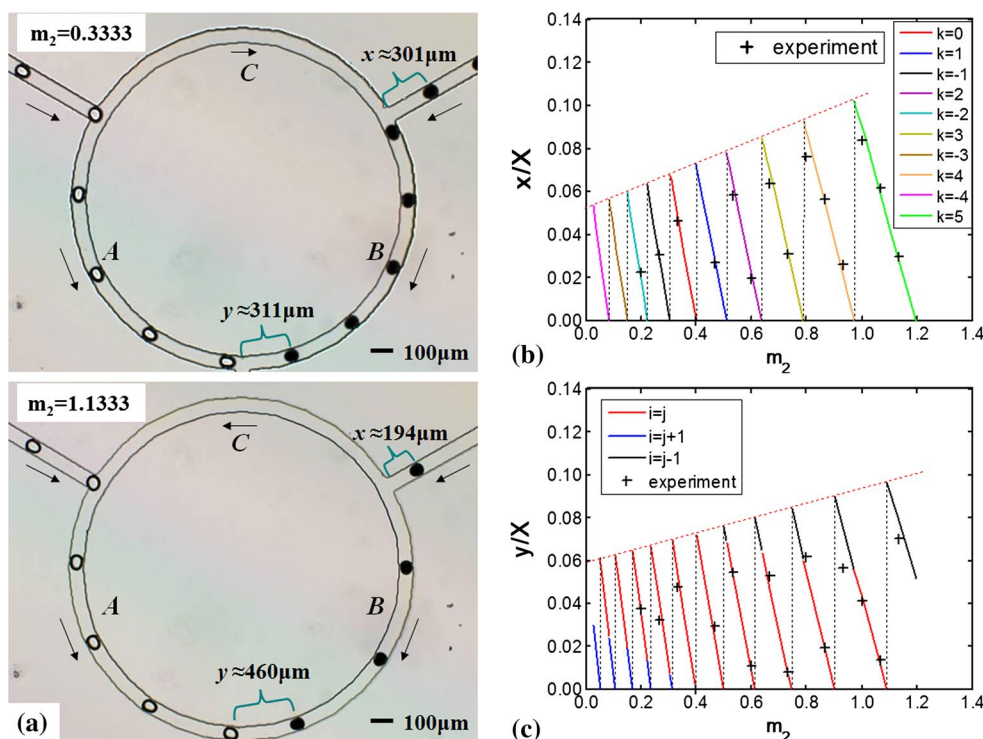 m2=0.3333
C
x ≈301μm
A
B
y ≈311μm
100μm
m2=1.1333
C
x ≈194μm
A
B
y ≈460μm
100μm
(a)
x/X
0.14
0.12
0.10
0.08
0.06
0.04
0.02
0.00
0.0 0.2 0.4 0.6 0.8 1.0 1.2 1.4
m2
experiment
k=0
k=1
k=-1
k=2
k=-2
k=3
k=-3
k=4
k=-4
k=5
(b)
y/X
0.14
0.12
0.10
0.08
0.06
0.04
0.02
0.00
0.0 0.2 0.4 0.6 0.8 1.0 1.2 1.4
m2
i=j
i=j+1
i=j-1
experiment
(c)